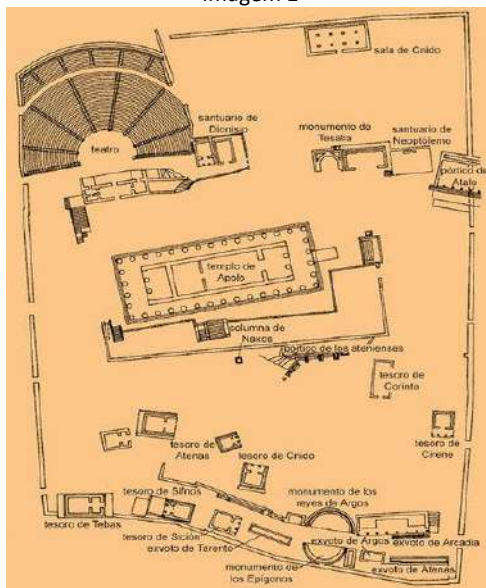 Imagem 1
sala de Cnido
santuario de
Dionisio
teatro
monumento de
Tesalia
santuario de
Neoptólemo
pórtico de
Atalo
templo de
Apolo
columna de
Naxos
pórtico de los atenienses
tesoro de
Corinto
tesoro de
Cirene
tesoro de
Atenas
tesoro de Cnido
tesoro de Sifnos
monumento de los
reyes de Argos
tesoro de Tebas
tesoro de Sición
exvoto de Tarento
exvoto de Argos
exvoto de Arcadia
monumento de
los Epígonos
exvoto de Atenas